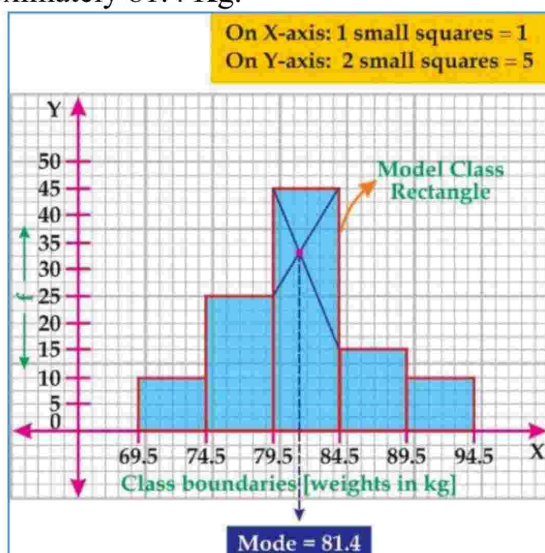 On X-axis: 1 small squares = 1
On Y-axis: 2 small squares = 5
Y
50
45
40
35
30
25
20
15
10
5
0
f
Model Class
Rectangle
69.5 74.5 79.5 84.5 89.5 94.5 X
Class boundaries [weights in kg]
Mode = 81.4